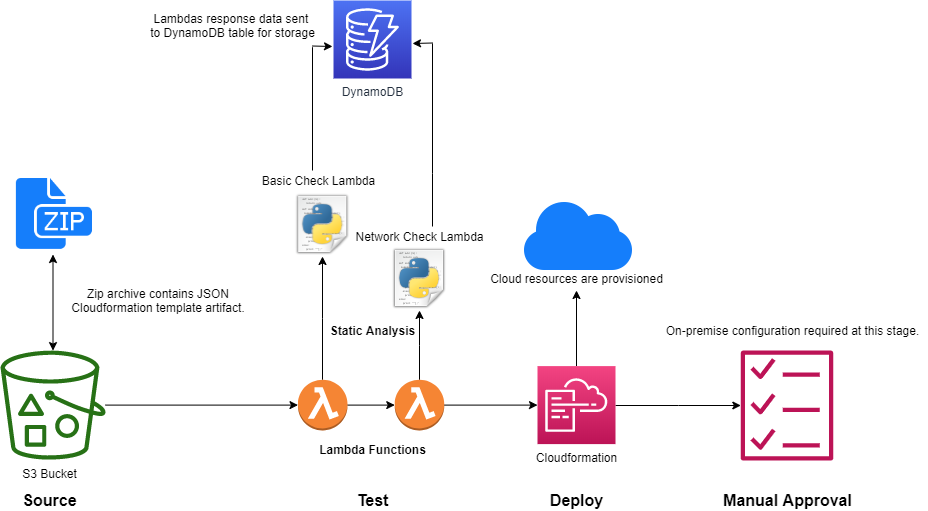 Lambdas response data sent
to DynamoDB table for storage
DynamoDB
Basic Check Lambda
ZIP
Network Check Lambda
Zip archive contains JSON
Cloudformation template artifact.
Cloud resources are provisioned
Static Analysis
On-premise configuration required at this stage.
Lambda Functions
Cloudformation
S3 Bucket
Source
Test
Deploy
Manual Approval